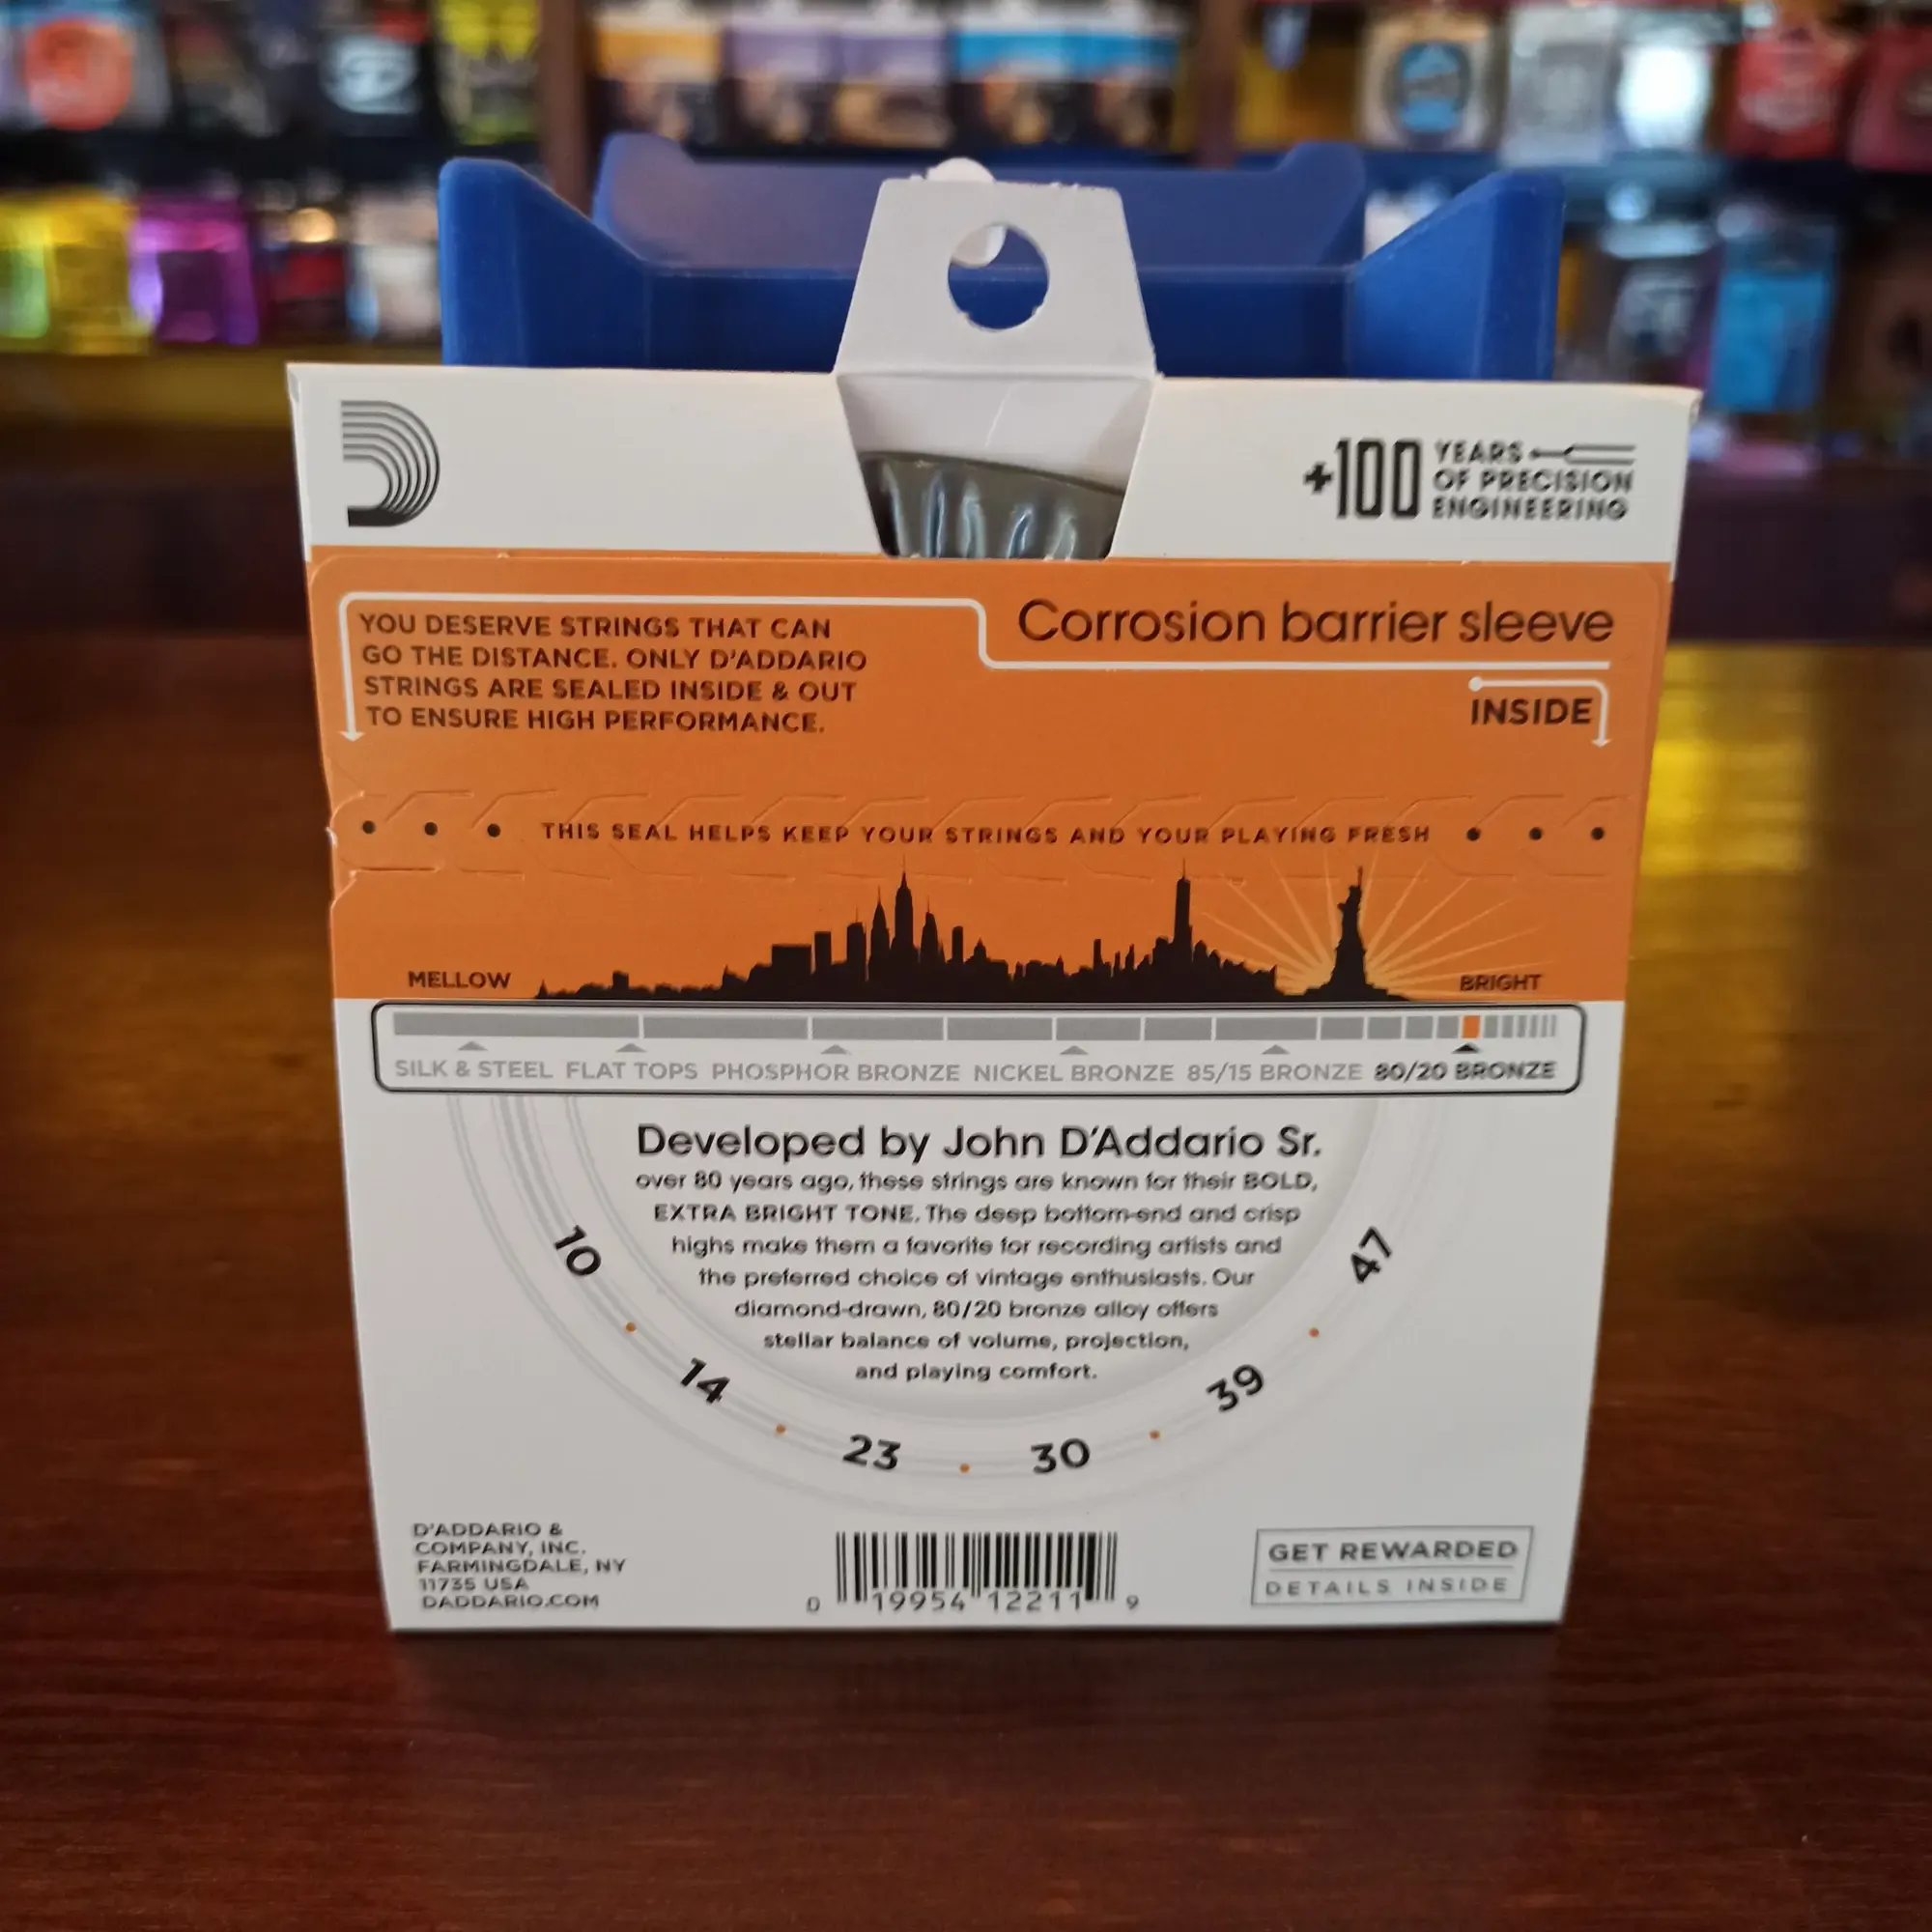 +100 YEARS
OF PRECISION
ENGINEERING
YOU DESERVE STRINGS THAT CAN
GO THE DISTANCE. ONLY D'ADDARIO
STRINGS ARE SEALED INSIDE & OUT
TO ENSURE HIGH PERFORMANCE.
Corrosion barrier sleeve
INSIDE
THIS SEAL HELPS KEEP YOUR STRINGS AND YOUR PLAYING FRESH
MELLOW
BRIGHT
SILK & STEEL FLAT TOPS PHOSPHOR BRONZE NICKEL BRONZE 85/15 BRONZE 80/20 BRONZE
Developed by John D'Addario Sr.
over 80 years ago, these strings are known for their BOLD,
EXTRA BRIGHT TONE. The deep bottom-end and crisp
highs make them a favorite for recording artists and
the preferred choice of vintage enthusiasts. Our
diamond-drawn, 80/20 bronze alloy offers
stellar balance of volume, projection,
and playing comfort.
10 • 14 • 23 • 30 • 39 • 47
D'ADDARIO &
COMPANY, INC.
FARMINGDALE, NY
11735 USA
DADDARIO.COM
0 19954 12211 9
GET REWARDED
DETAILS INSIDE